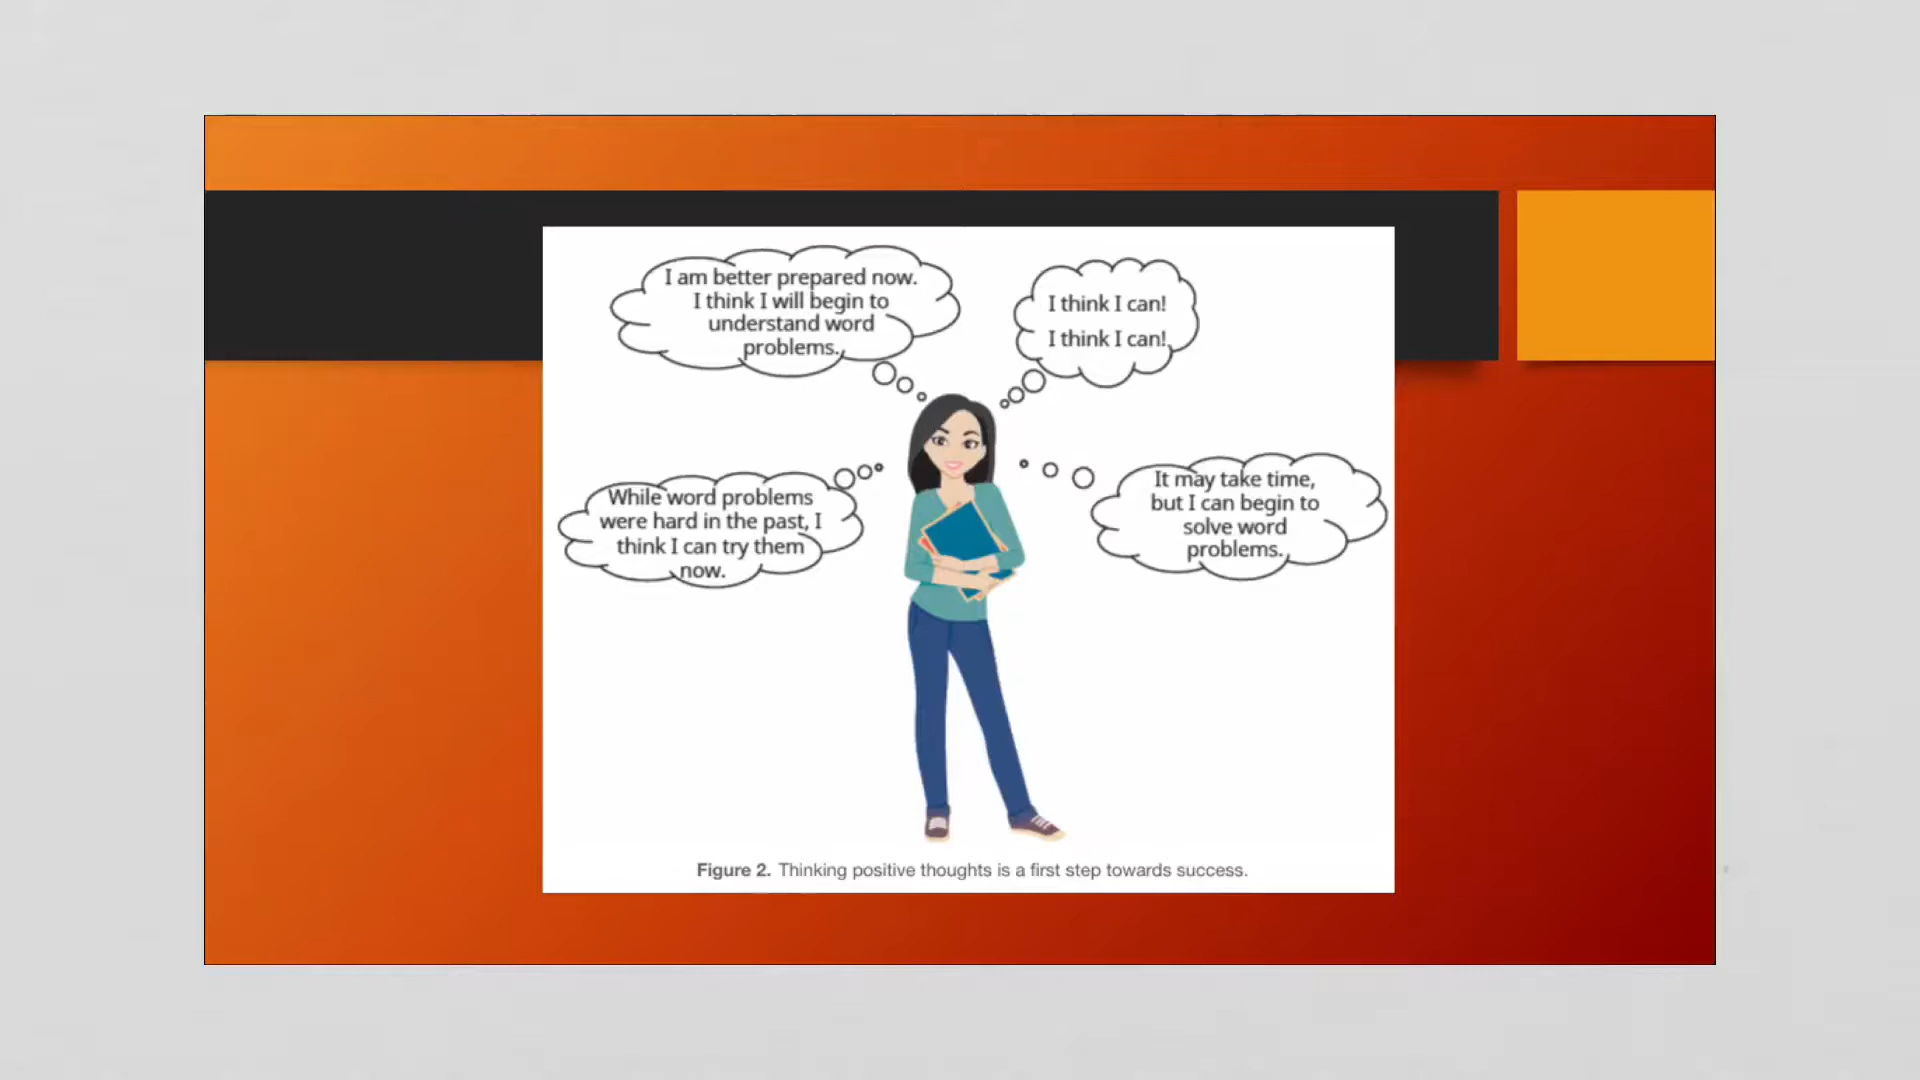 I am better prepared now.
I think I will begin to
understand word
problems.
I think I can!
I think I can!
While word problems
were hard in the past, I
think I can try them
now.
It may take time,
but I can begin to
solve word
problems.
Figure 2. Thinking positive thoughts is a first step towards success.